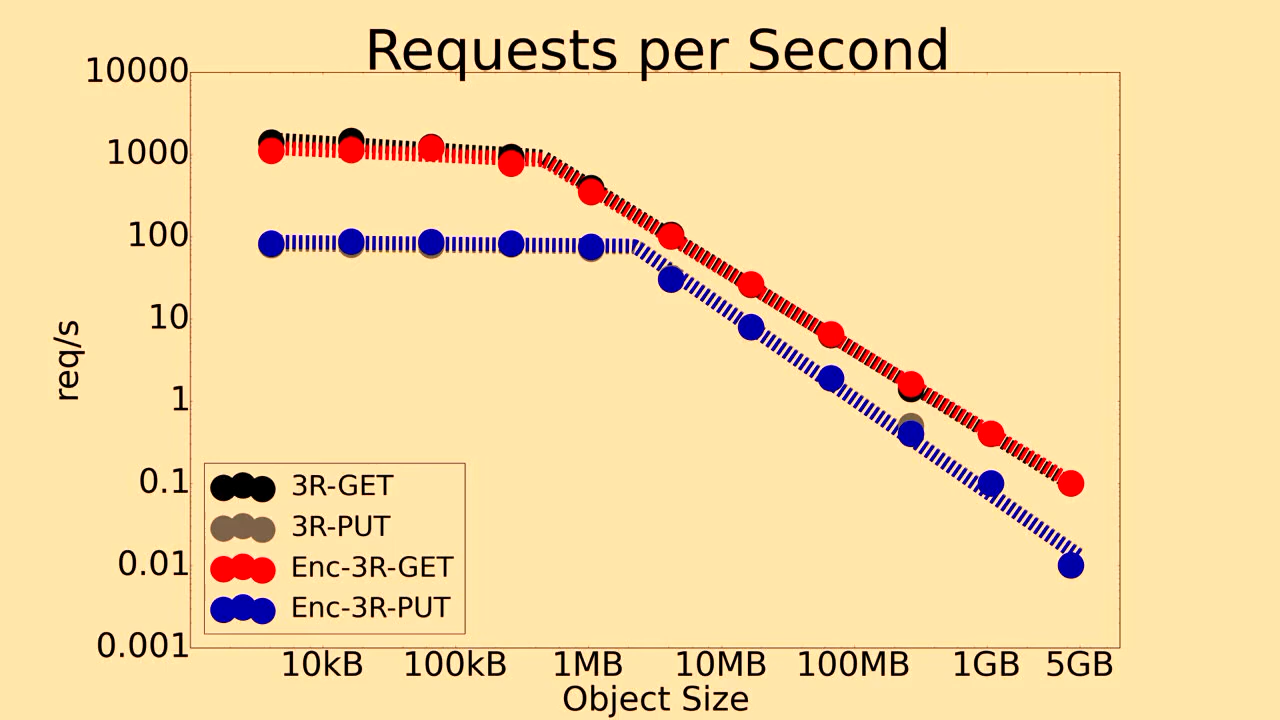 Requests per Second
10000
1000
100
10
1
0.1
0.01
0.001
req/s
3R-GET
3R-PUT
Enc-3R-GET
Enc-3R-PUT
10kB 100kB 1MB 10MB 100MB 1GB 5GB
Object Size